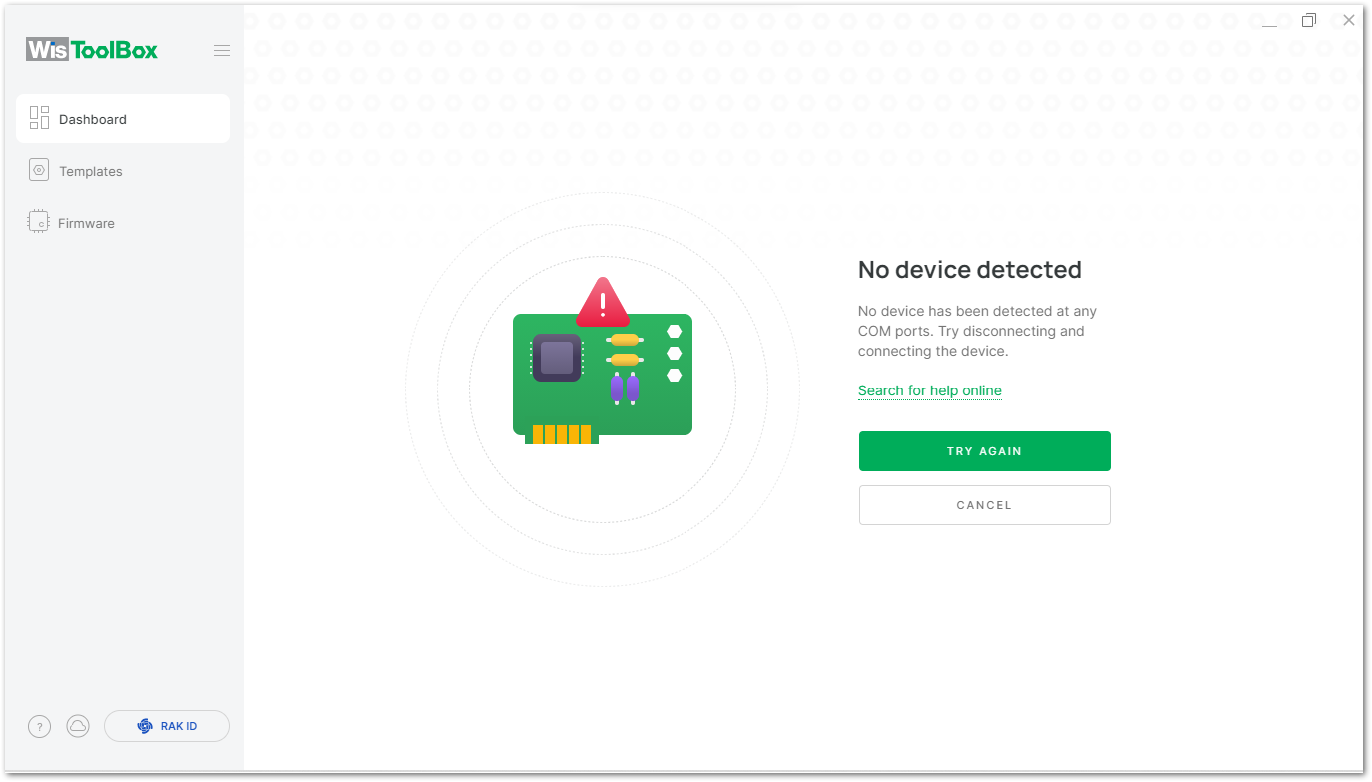 WisToolBox
Dashboard
Templates
Firmware
No device detected
No device has been detected at any
COM ports. Try disconnecting and
connecting the device.
Search for help online
TRY AGAIN
CANCEL
? RAK ID